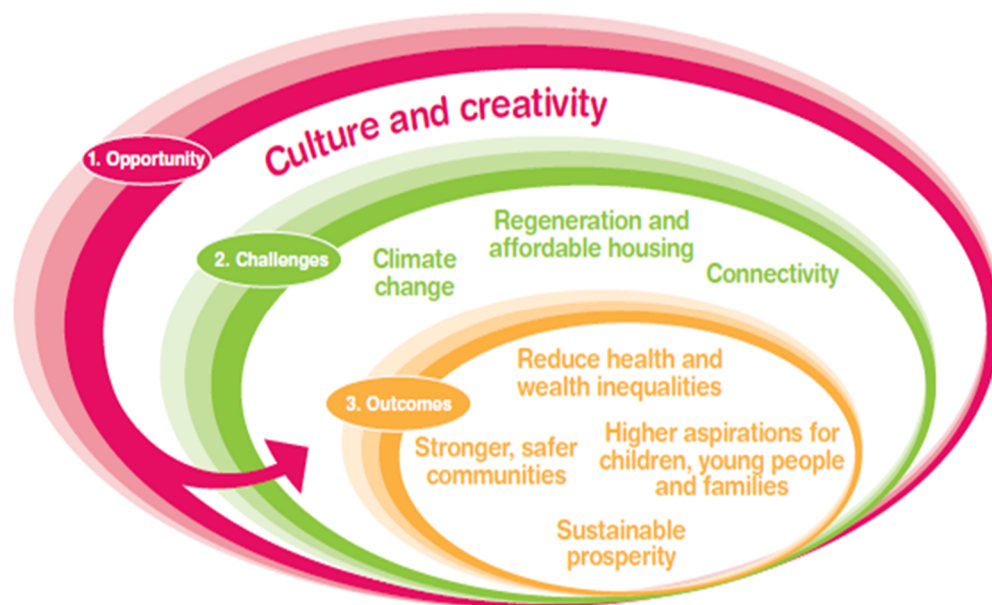 Culture and creativity
1. Opportunity
Regeneration and
affordable housing
2. Challenges
Climate
change
Connectivity
Reduce health and
wealth inequalities
3. Outcomes
Stronger, safer
communities
Higher aspirations for
children, young people
and families
Sustainable
prosperity